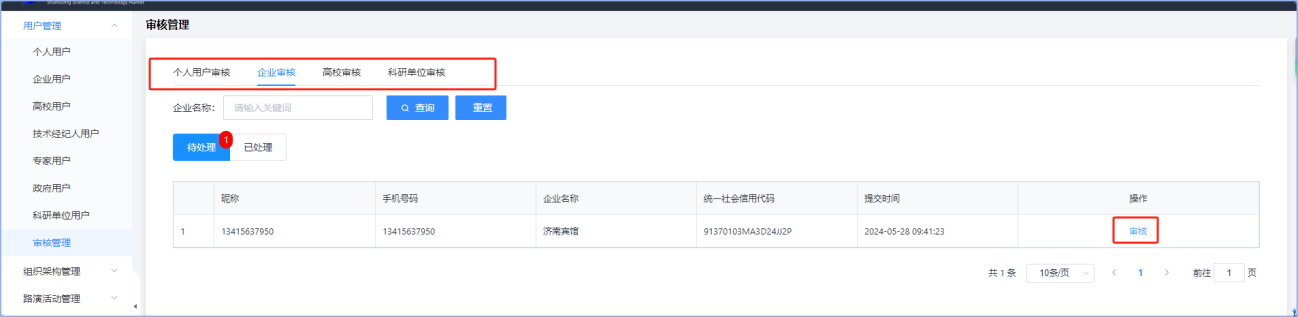 Shandong Science and Technology Market
用户管理
个人用户
企业用户
高校用户
技术经纪人用户
专家用户
政府用户
科研单位用户
审核管理
组织架构管理
路演活动管理
审核管理
个人用户审核 企业审核 高校审核 科研单位审核
企业名称: 请输入关键词 查询 重置
待处理 1 已处理
昵称 手机号码 企业名称 统一社会信用代码 提交时间 操作
1 13415637950 13415637950 济南宾馆 91370103MA3D24JJ2P 2024-05-28 09:41:23 审核
共 1 条 10条/页 1 前往 1 页